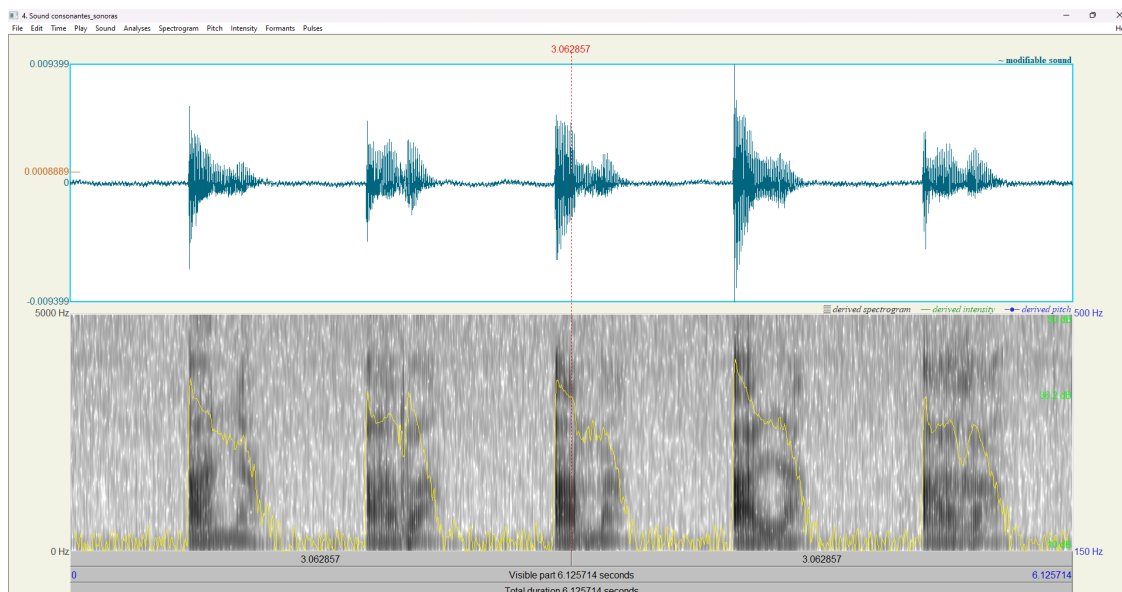 4. Sound consonantes_sonoras
File Edit Time Play Sound Analyses Spectrogram Pitch Intensity Formants Pulses
3.062857
0.009399
~ modifiable sound
0.0008889
0
-0.009399
5000 Hz
derived spectrogram derived intensity derived pitch
500 Hz
0 Hz
150 Hz
3.062857 3.062857
0 Visible part 6.125714 seconds 6.125714
Total duration 6.125714 seconds